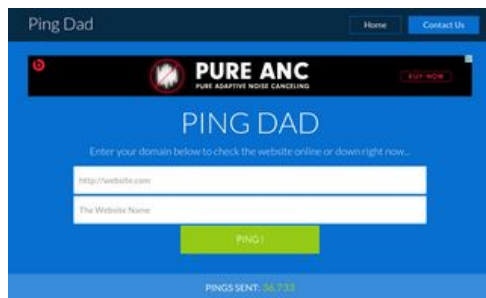 Ping Dad
Home
Contact Us
PURE ANC
PURE ADAPTIVE NOISE CANCELING
BUY NOW
PING DAD
Enter your domain below to check the website online or down right now...
http://website.com
The Website Name
PING!
PINGS SENT: 36,733